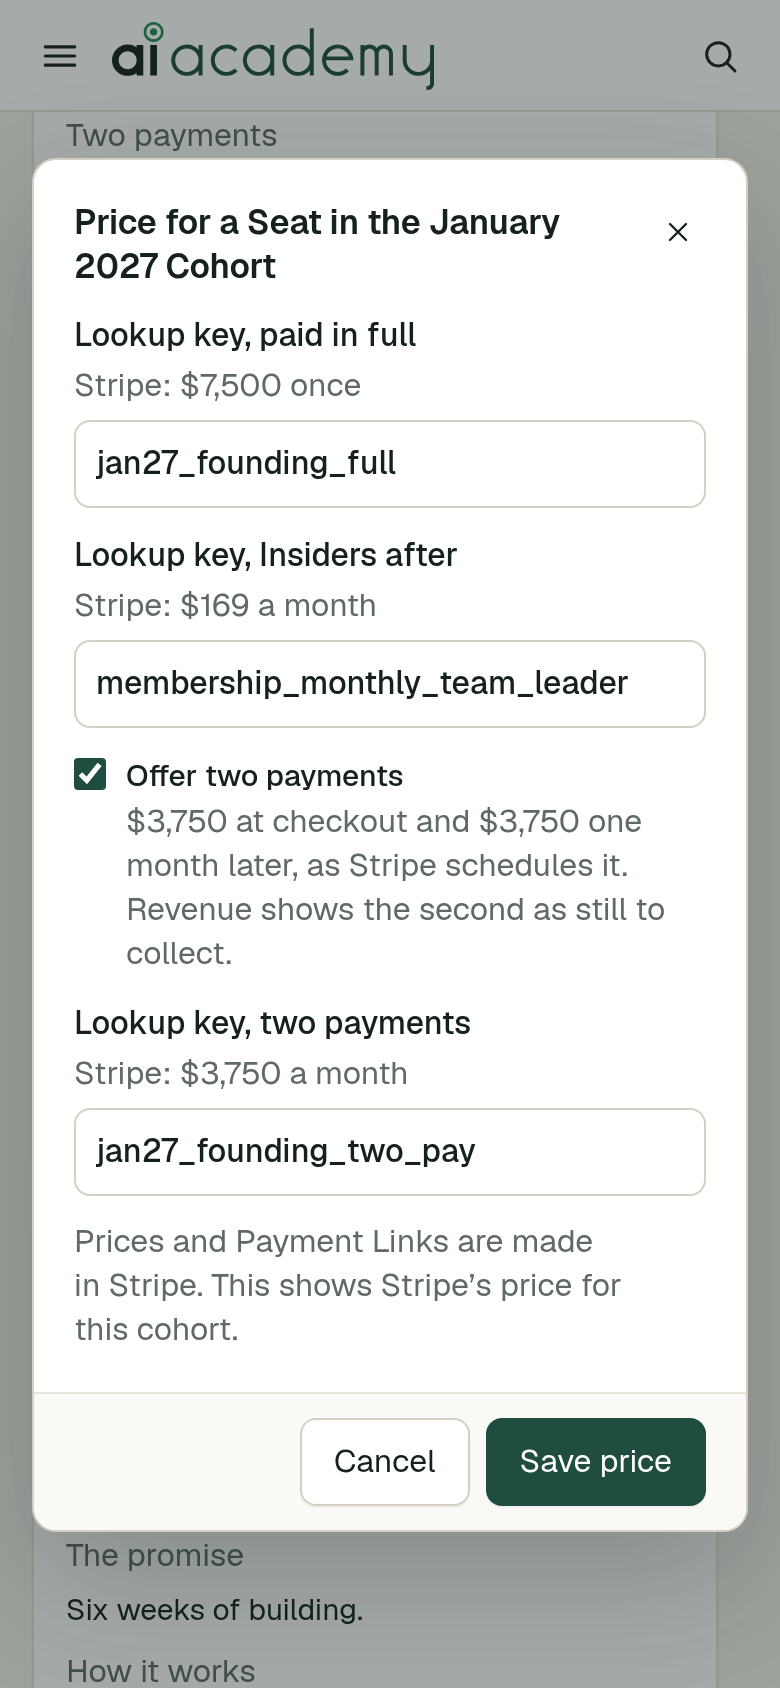 ai academy
Two payments
Price for a Seat in the January
2027 Cohort
Lookup key, paid in full
Stripe: $7,500 once
jan27_founding_full
Lookup key, Insiders after
Stripe: $169 a month
membership_monthly_team_leader
Offer two payments
$3,750 at checkout and $3,750 one
month later, as Stripe schedules it.
Revenue shows the second as still to
collect.
Lookup key, two payments
Stripe: $3,750 a month
jan27_founding_two_pay
Prices and Payment Links are made
in Stripe. This shows Stripe’s price for
this cohort.
Cancel
Save price
The promise
Six weeks of building.
How it works